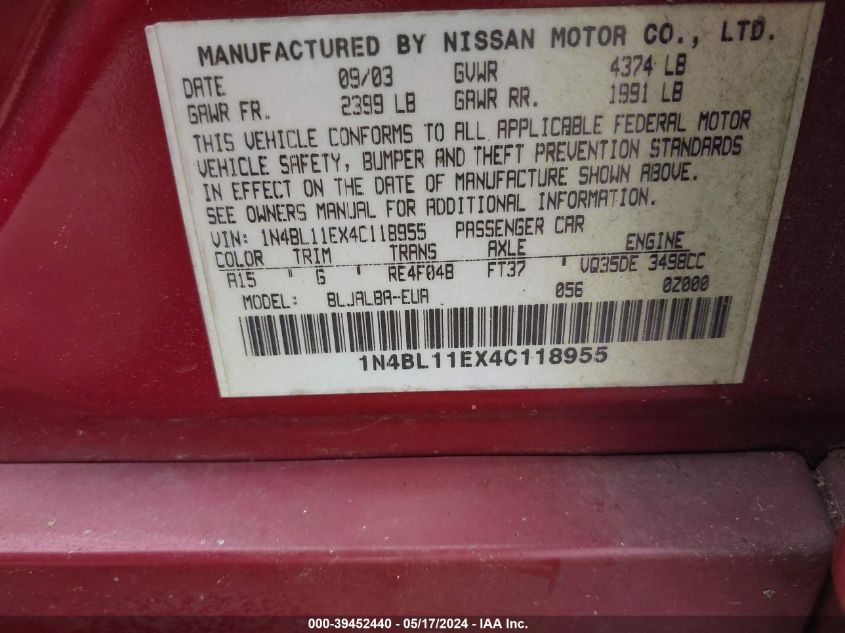 MANUFACTURED BY NISSAN MOTOR CO., LTD.
DATE 09/03 GVWR 4374 LB
GAWR FR. 2399 LB GAWR RR. 1991 LB
THIS VEHICLE CONFORMS TO ALL APPLICABLE FEDERAL MOTOR
VEHICLE SAFETY, BUMPER AND THEFT PREVENTION STANDARDS
IN EFFECT ON THE DATE OF MANUFACTURE SHOWN ABOVE.
SEE OWNERS MANUAL FOR ADDITIONAL INFORMATION.
VIN: 1N4BL11EX4C118955 PASSENGER CAR
COLOR TRIM TRANS AXLE ENGINE
A15 " G ' RE4F04B FT37 ' VQ35DE 3498CC
MODEL: BLJALBA-EUA 056 0Z000
1N4BL11EX4C118955
000-39452440 - 05/17/2024 - IAA Inc.